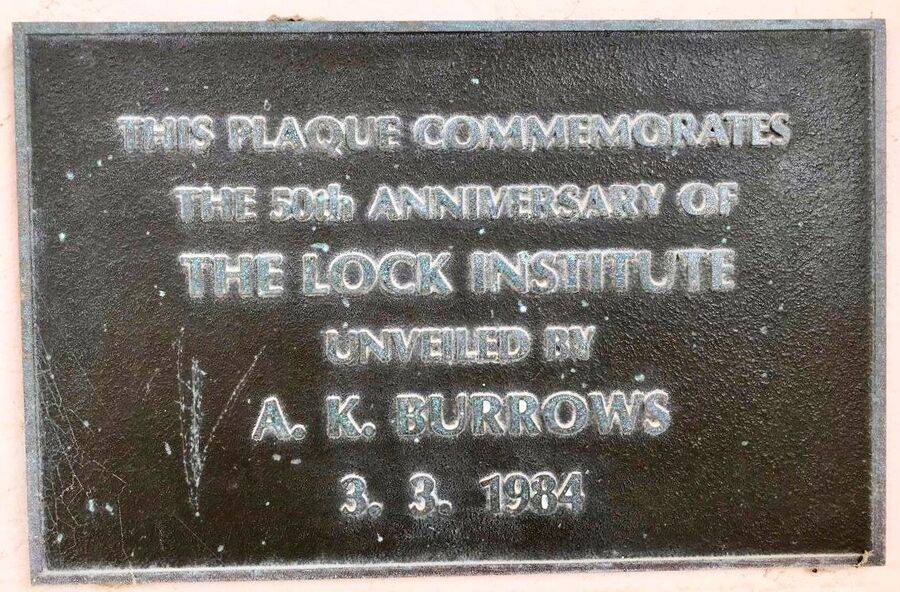 THIS PLAQUE COMMEMORATES
THE 50th ANNIVERSARY OF
THE LOCK INSTITUTE
UNVEILED BY
A. K. BURROWS
3. 3. 1984